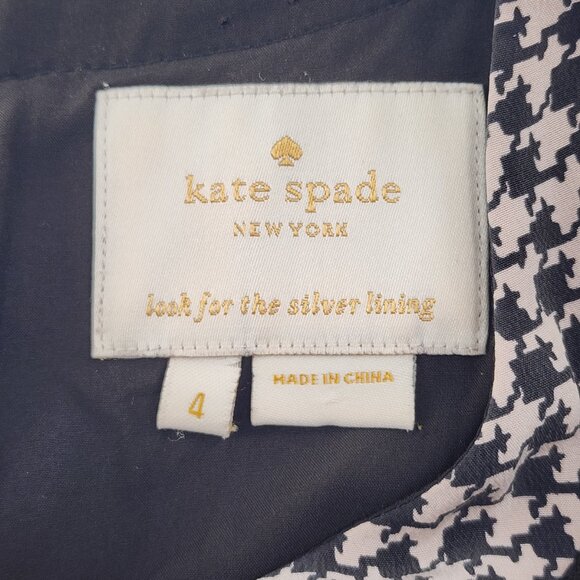 kate spade
NEW YORK
look for the silver lining
4
MADE IN CHINA